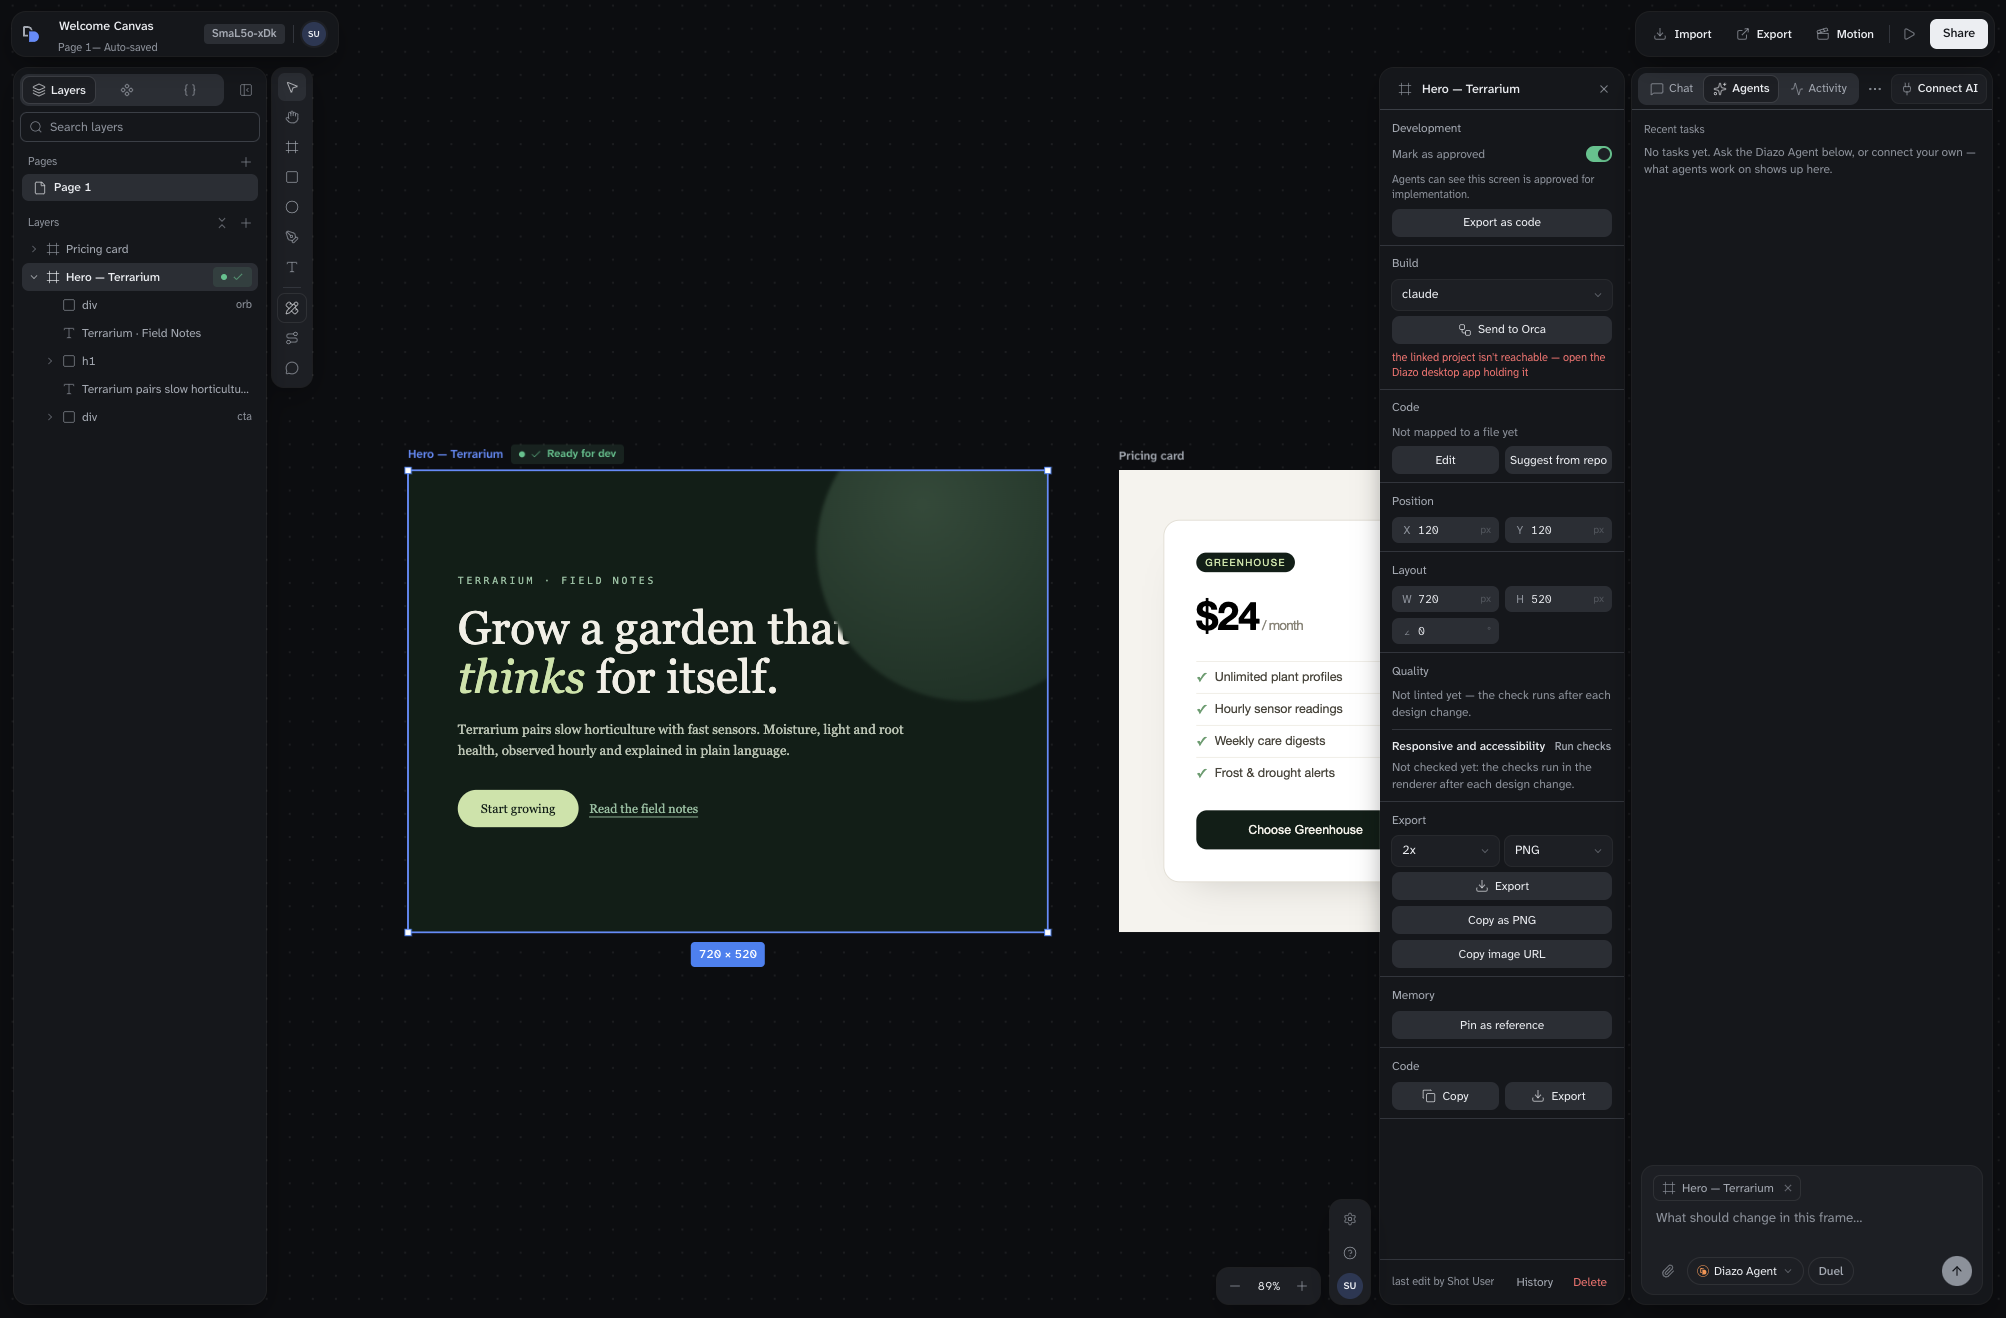 Welcome Canvas
Page 1— Auto-saved
SmaL5o-xDk
SU
Import
Export
Motion
Share
Layers
Search layers
Pages
Page 1
Layers
Pricing card
Hero — Terrarium
div
orb
Terrarium · Field Notes
h1
Terrarium pairs slow horticultu...
div
cta
Hero — Terrarium
Ready for dev
TERRARIUM · FIELD NOTES
Grow a garden that
thinks for itself.
Terrarium pairs slow horticulture with fast sensors. Moisture, light and root
health, observed hourly and explained in plain language.
Start growing
Read the field notes
720 × 520
Pricing card
GREENHOUSE
$24 / month
✓ Unlimited plant profiles
✓ Hourly sensor readings
✓ Weekly care digests
✓ Frost & drought alerts
Choose Greenhouse
89%
SU
Hero — Terrarium
Development
Mark as approved
Agents can see this screen is approved for
implementation.
Export as code
Build
claude
Send to Orca
the linked project isn't reachable — open the
Diazo desktop app holding it
Code
Not mapped to a file yet
Edit
Suggest from repo
Position
X 120 px
Y 120 px
Layout
W 720 px
H 520 px
∠ 0 °
Quality
Not linted yet — the check runs after each
design change.
Responsive and accessibility
Run checks
Not checked yet: the checks run in the
renderer after each design change.
Export
2x
PNG
Export
Copy as PNG
Copy image URL
Memory
Pin as reference
Code
Copy
Export
last edit by Shot User
History
Delete
Chat
Agents
Activity
Connect AI
Recent tasks
No tasks yet. Ask the Diazo Agent below, or connect your own —
what agents work on shows up here.
Hero — Terrarium
What should change in this frame...
Diazo Agent
Duel